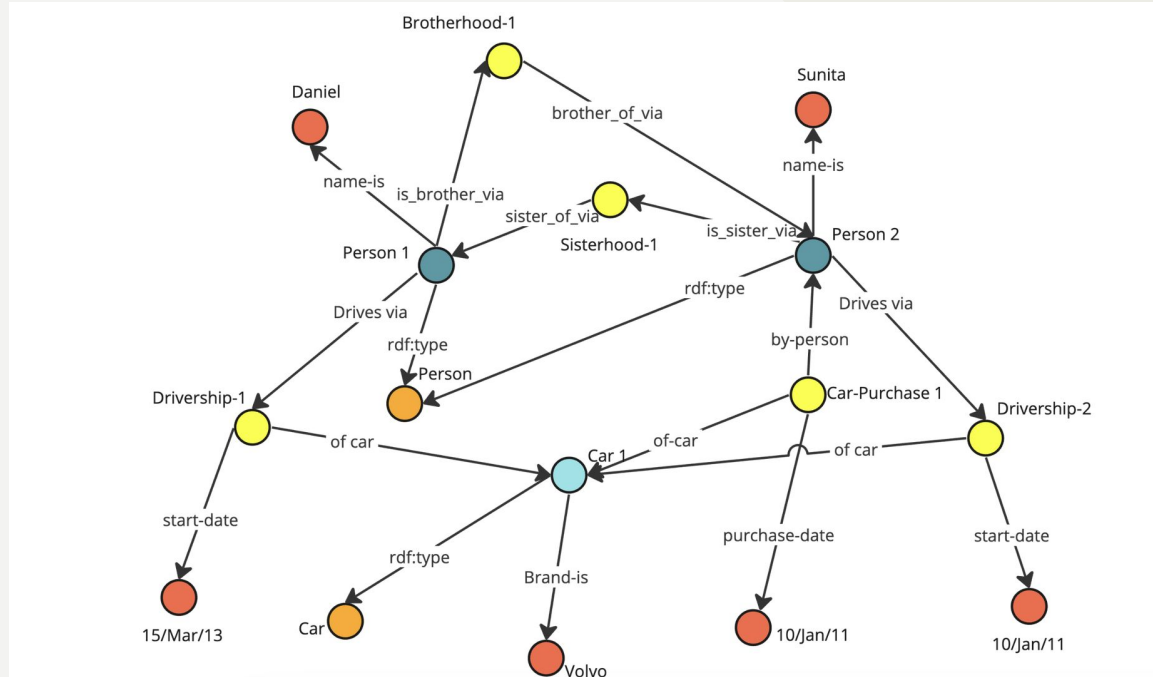 Brotherhood-1
Sunita
Daniel
brother_of_via
name-is
name-is
is_brother_via
sister_of_via
is_sister_via
Person 2
Sisterhood-1
Person 1
rdf:type
Drives via
Drives via
by-person
rdf:type
Person
Car-Purchase 1
Drivership-1
Drivership-2
of car
of-car
of car
Car 1
start-date
purchase-date
start-date
rdf:type
Brand-is
Car
15/Mar/13
10/Jan/11
10/Jan/11
Volvo